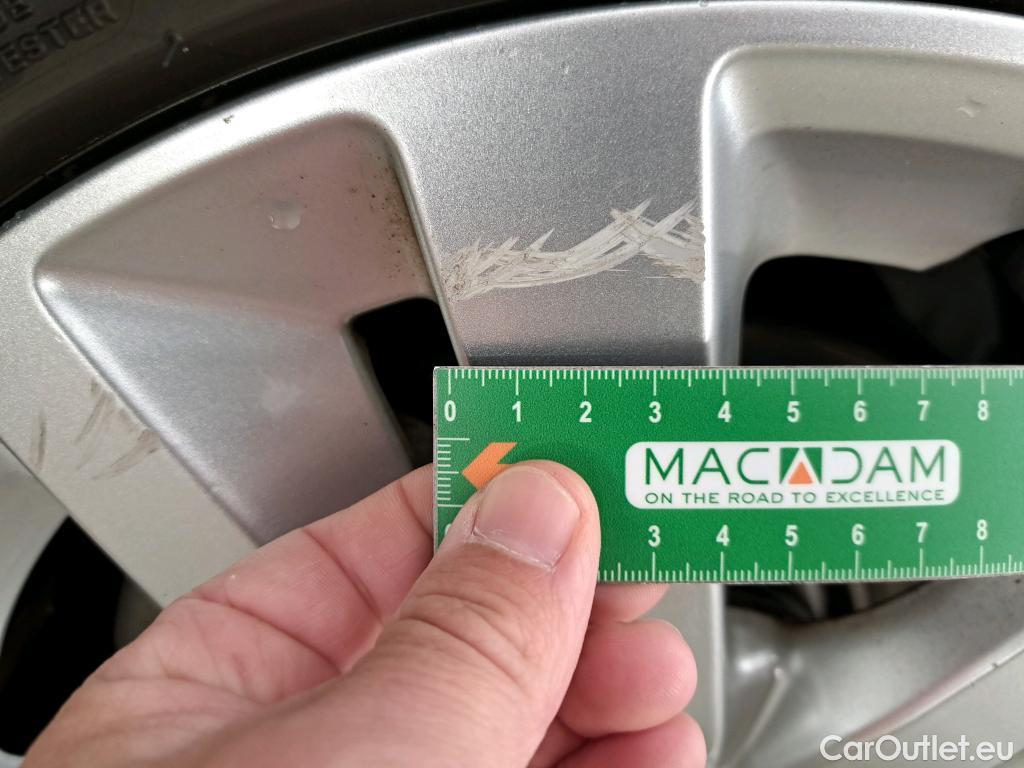 ESTER
0 1 2 3 4 5 6 7 8
MACADAM
ON THE ROAD TO EXCELLENCE
3 4 5 6 7 8
CarOutlet.eu